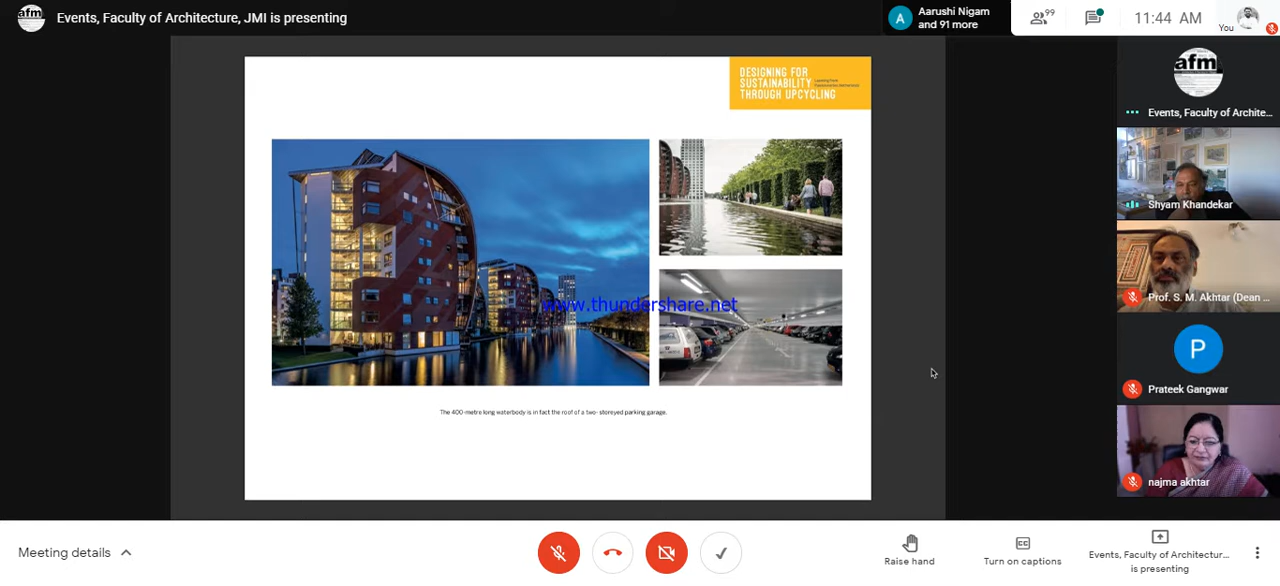 afm
Events, Faculty of Architecture, JMI is presenting
A
Aarushi Nigam
and 91 more
99
11:44 AM
You
DESIGNING FOR
SUSTAINABILITY
THROUGH UPCYCLING
www.thundershare.net
The 400-metre long waterbody is in fact the roof of a two- storeyed parking garage.
afm
Events, Faculty of Archite...
Shyam Khandekar
Prof. S. M. Akhtar (Dean ...
P
Prateek Gangwar
najma akhtar
Meeting details
Raise hand
CC
Turn on captions
Events, Faculty of Architectur...
is presenting